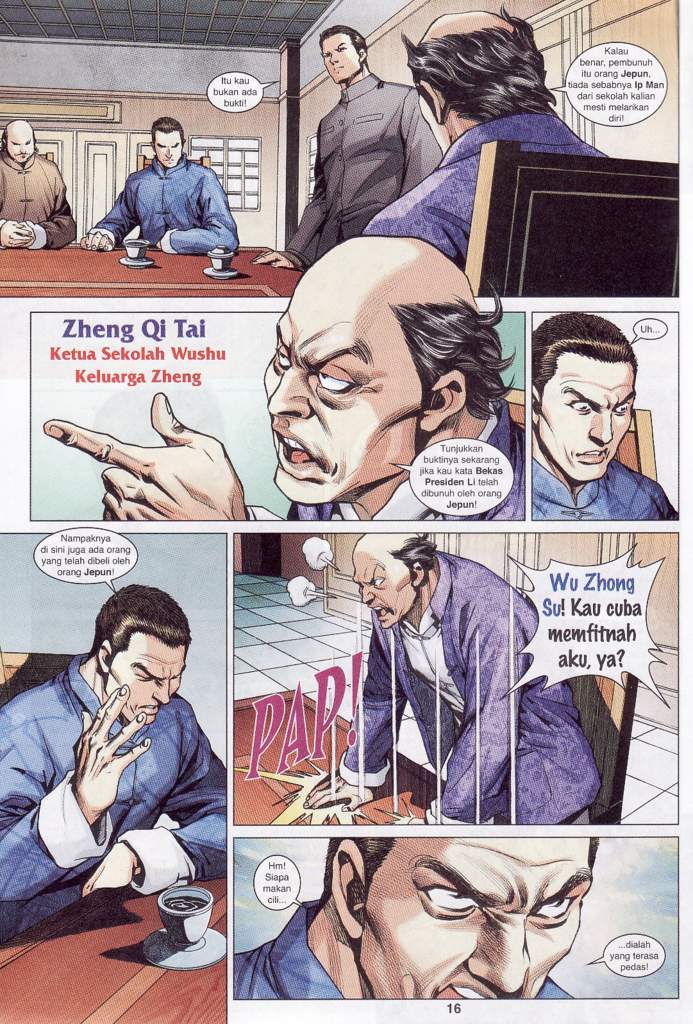 Itu kau
bukan ada
bukti!
Kalau
benar, pembunuh
itu orang Jepun,
tiada sebabnya Ip Man
dari sekolah kalian
mesti melarikan
diri!
Zheng Qi Tai
Ketua Sekolah Wushu
Keluarga Zheng
Tunjukkan
buktinya sekarang
jika kau kata Bekas
Presiden Li telah
dibunuh oleh orang
Jepun!
Uh...
Nampaknya
di sini juga ada orang
yang telah dibeli oleh
orang Jepun!
PAP!
Wu Zhong
Su! Kau cuba
memfitnah
aku, ya?
Hm!
Siapa
makan
cili...
...dialah
yang terasa
pedas!
16